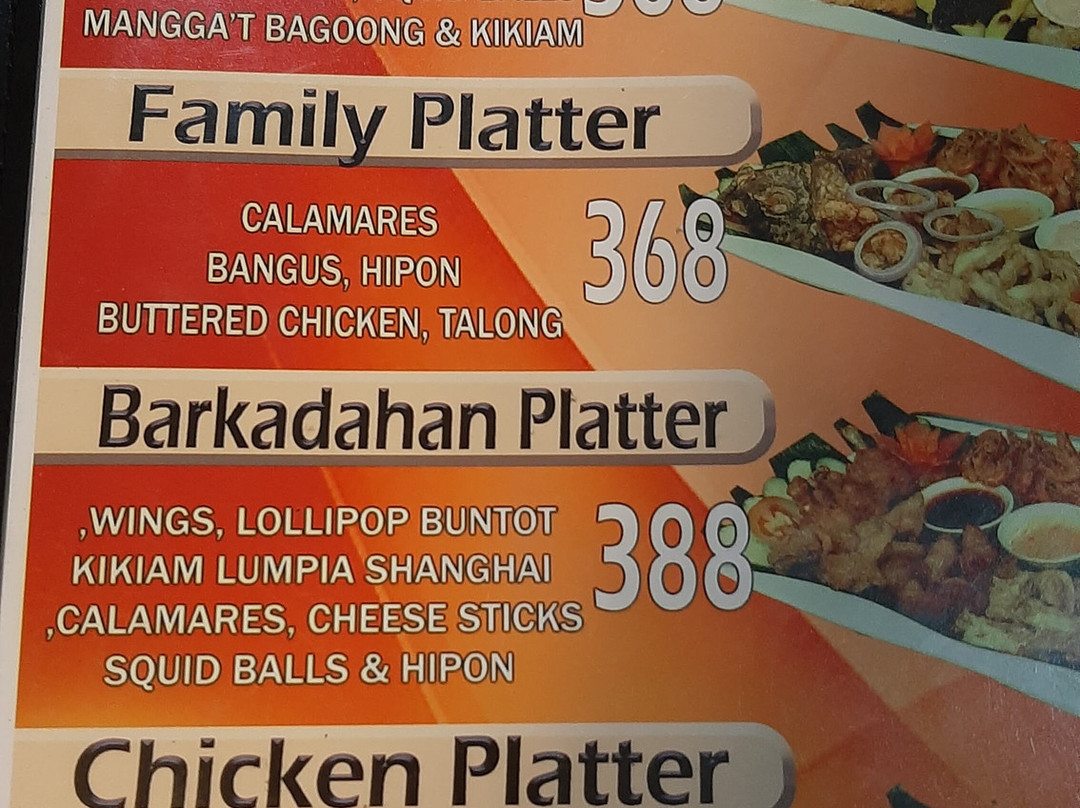 MANGGA'T BAGOONG & KIKIAM
Family Platter
CALAMARES
BANGUS, HIPON
BUTTERED CHICKEN, TALONG
368
Barkadahan Platter
,WINGS, LOLLIPOP BUNTOT
KIKIAM LUMPIA SHANGHAI
,CALAMARES, CHEESE STICKS
SQUID BALLS & HIPON
388
Chicken Platter